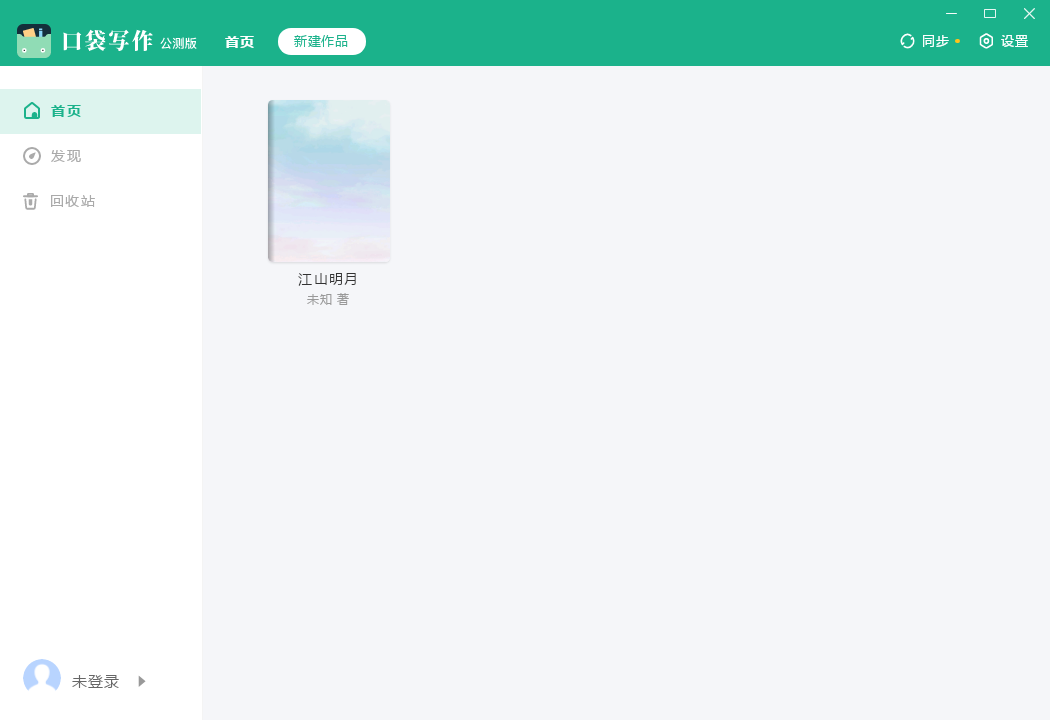 口袋写作 公测版 首页 新建作品 同步 设置
首页
发现
回收站
江山明月
未知 著
未登录